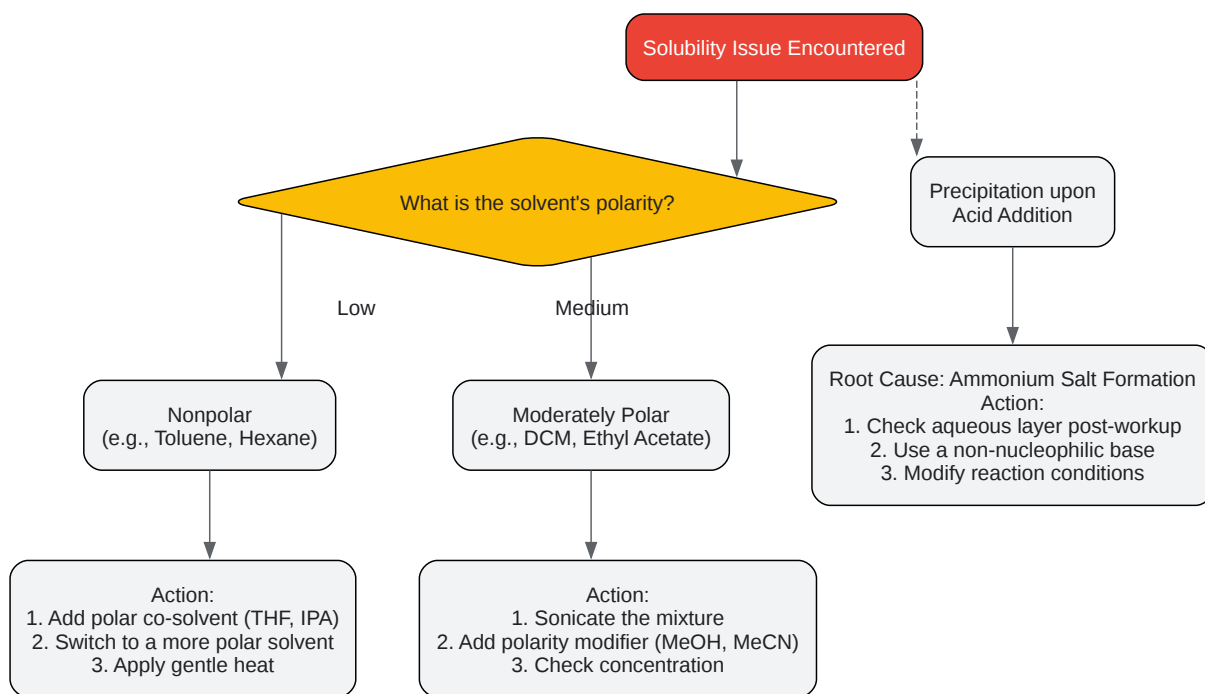 Solubility Issue Encountered
What is the solvent's polarity?
Precipitation upon
Acid Addition
Low
Medium
Nonpolar
(e.g., Toluene, Hexane)
Moderately Polar
(e.g., DCM, Ethyl Acetate)
Root Cause: Ammonium Salt Formation
Action:
1. Check aqueous layer post-workup
2. Use a non-nucleophilic base
3. Modify reaction conditions
Action:
1. Add polar co-solvent (THF, IPA)
2. Switch to a more polar solvent
3. Apply gentle heat
Action:
1. Sonicate the mixture
2. Add polarity modifier (MeOH, MeCN)
3. Check concentration